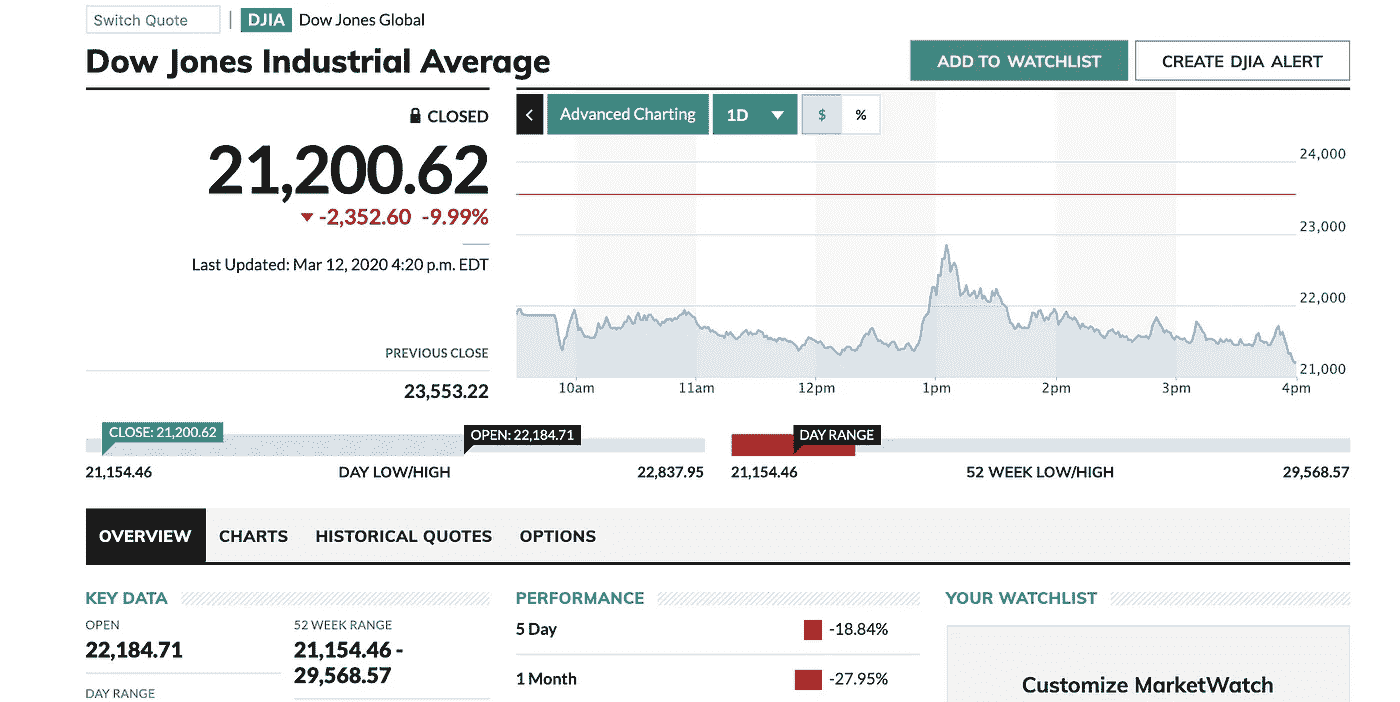 Switch Quote | DJIA Dow Jones Global
Dow Jones Industrial Average
ADD TO WATCHLIST
CREATE DJIA ALERT
CLOSED
21,200.62
-2,352.60 -9.99%
Last Updated: Mar 12, 2020 4:20 p.m. EDT
PREVIOUS CLOSE
23,553.22
Advanced Charting 1D $ %
24,000
23,000
22,000
21,000
10am 11am 12pm 1pm 2pm 3pm 4pm
CLOSE: 21,200.62 OPEN: 22,184.71
21,154.46 DAY LOW/HIGH 22,837.95
DAY RANGE
21,154.46 52 WEEK LOW/HIGH 29,568.57
OVERVIEW CHARTS HISTORICAL QUOTES OPTIONS
KEY DATA
OPEN
22,184.71
DAY RANGE
52 WEEK RANGE
21,154.46 -
29,568.57
PERFORMANCE
5 Day -18.84%
1 Month -27.95%
YOUR WATCHLIST
Customize MarketWatch